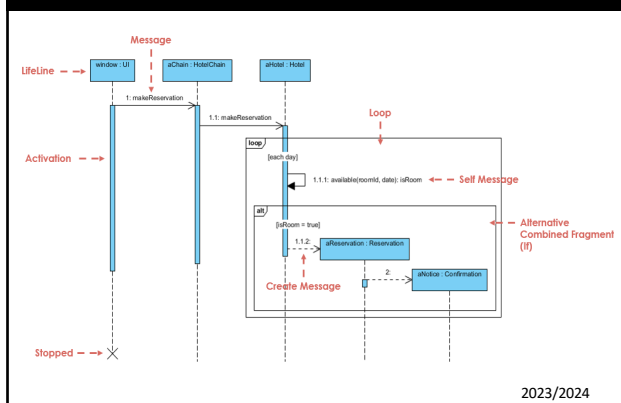 Message
LifeLine
window : UI
aChain : HotelChain
aHotel : Hotel
1: makeReservation
1.1: makeReservation
Loop
loop
Activation
[each day]
1.1.1: available(roomId, date): isRoom
Self Message
alt
[isRoom = true]
Alternative
Combined Fragment
(If)
1.1.2:
aReservation : Reservation
Create Message
2:
aNotice : Confirmation
Stopped
2023/2024